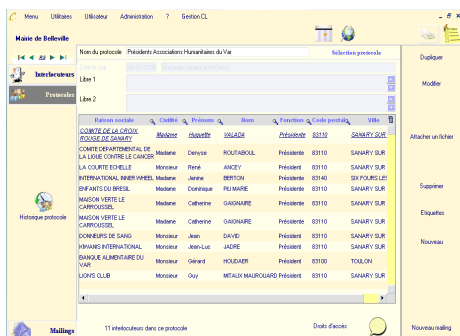 Menu Utilitaires Utilisateur Administration ? Gestion CL
Mairie de Belleville
Nom du protocole Présidents Associations Humanitaires du Var
Sélection protocole
Interlocuteurs
Protocoles
Historique protocole
Mailings
Libre 1
Libre 2
Raison sociale Civilité Prénom Nom Fonction Code postal Ville
COMITE DE LA CROIX ROUGE DE SANARY Madame Huguette VALADA Présidente 83110 SANARY SUR
COMITE DEPARTEMENTAL DE LA LIGUE CONTRE LE CANCER Madame Denyse ROUTABOUL Présidente 83110 SANARY SUR
LA COURTE ECHELLE Monsieur René ANCEY Président 83110 SANARY SUR
INTERNATIONAL INNER WHEEL Madame Janine BERTON Présidente 83140 SIX FOURS LES
ENFANTS DU BRESIL Madame Dominique PILI MARIE Présidente 83110 SANARY SUR
MAISON VERTE LE CARROUSSEL Madame Catherine GAIGNAIRE Présidente 83110 SANARY SUR
MAISON VERTE LE CARROUSSEL Madame Catherine GAIGNAIRE Présidente 83110 SANARY SUR
DONNEURS DE SANG Monsieur Jean DAVID Président 83110 SANARY SUR
KIWANIS INTERNATIONAL Monsieur Jean-Luc JADRE Président 83110 SANARY SUR
BANQUE ALIMENTAIRE DU VAR Monsieur Gérard HOUDAER Président 83100 TOULON
LION'S CLUB Monsieur Guy MITAUX MAUROUARD Président 83110 SANARY SUR
11 interlocuteurs dans ce protocole
Droits d'accès
Dupliquer
Modifier
Attacher un fichier
Supprimer
Etiquettes
Nouveau
Nouveau mailing